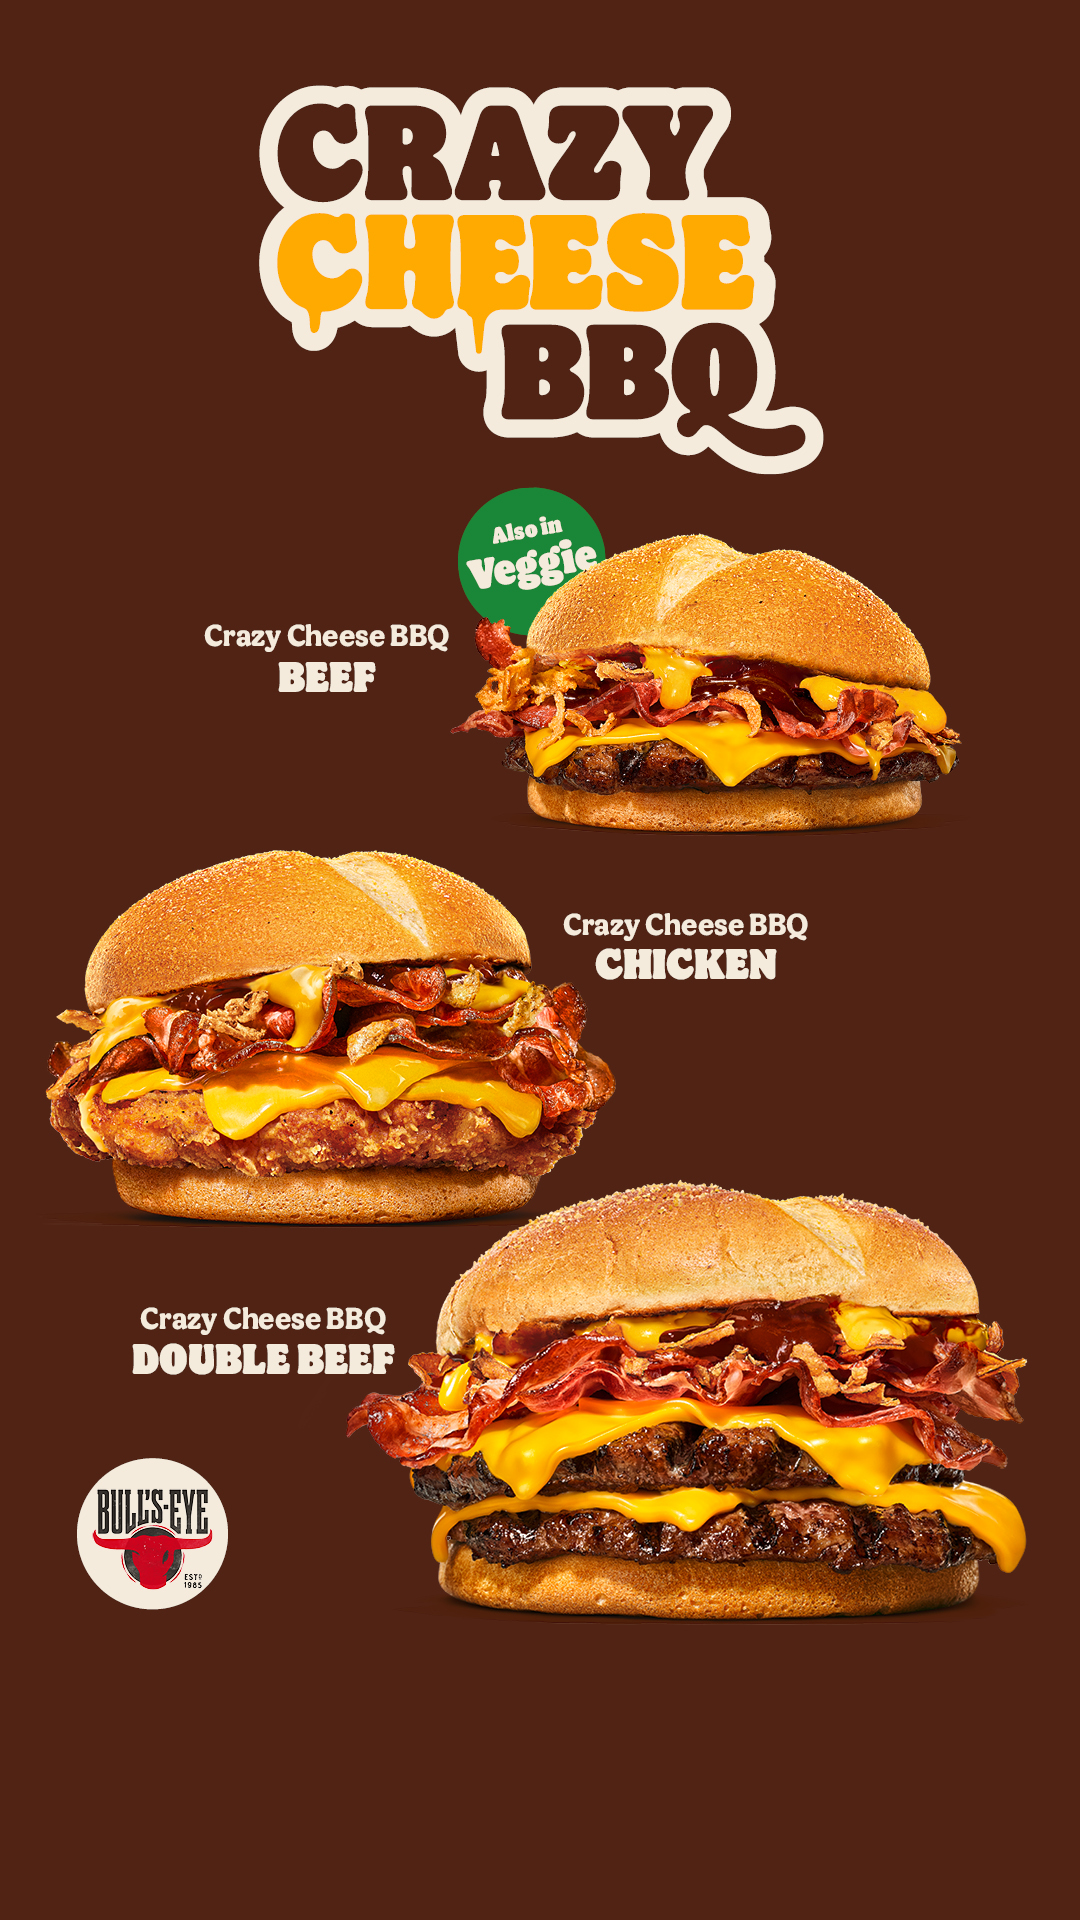 CRAZY
CHEESE
BBQ
Also in
Veggie
Crazy Cheese BBQ
BEEF
Crazy Cheese BBQ
CHICKEN
Crazy Cheese BBQ
DOUBLE BEEF
BULL'S-EYE
ESTD
1985